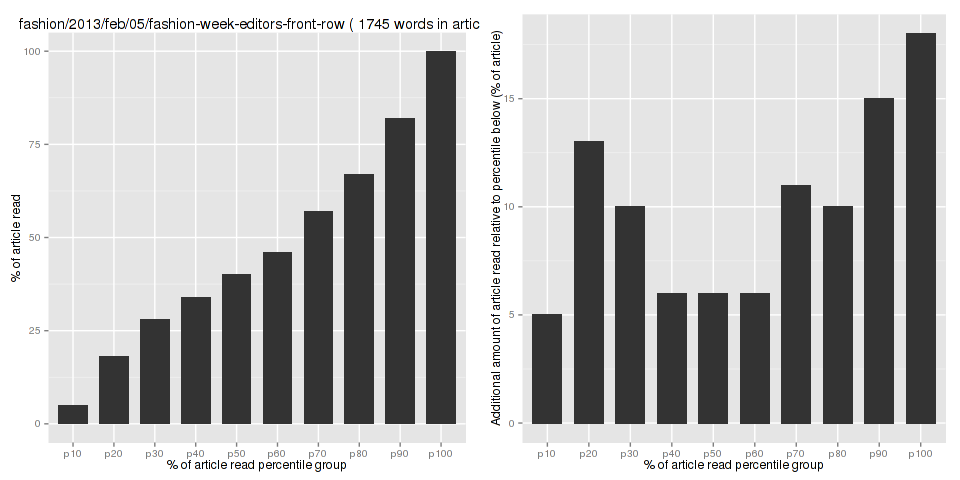 fashion/2013/feb/05/fashion-week-editors-front-row ( 1745 words in artic
% of article read
100
75
50
25
0
p10 p20 p30 p40 p50 p60 p70 p80 p90 p100
% of article read percentile group
Additional amount of article read relative to percentile below (% of article)
15
10
5
0
p10 p20 p30 p40 p50 p60 p70 p80 p90 p100
% of article read percentile group